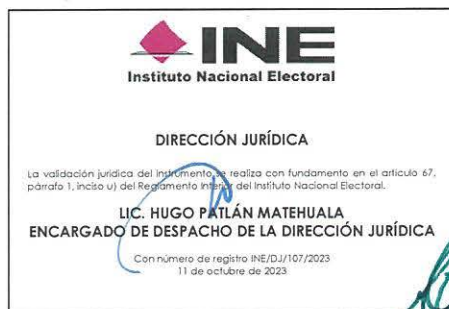 INE
Instituto Nacional Electoral
DIRECCIÓN JURÍDICA
La validación jurídica del instrumento se realiza con fundamento en el artículo 67,
párrafo 1, inciso u) del Reglamento Interior del Instituto Nacional Electoral.
LIC. HUGO PATLÁN MATEHUALA
ENCARGADO DE DESPACHO DE LA DIRECCIÓN JURÍDICA
Con número de registro INE/DJ/107/2023
11 de octubre de 2023